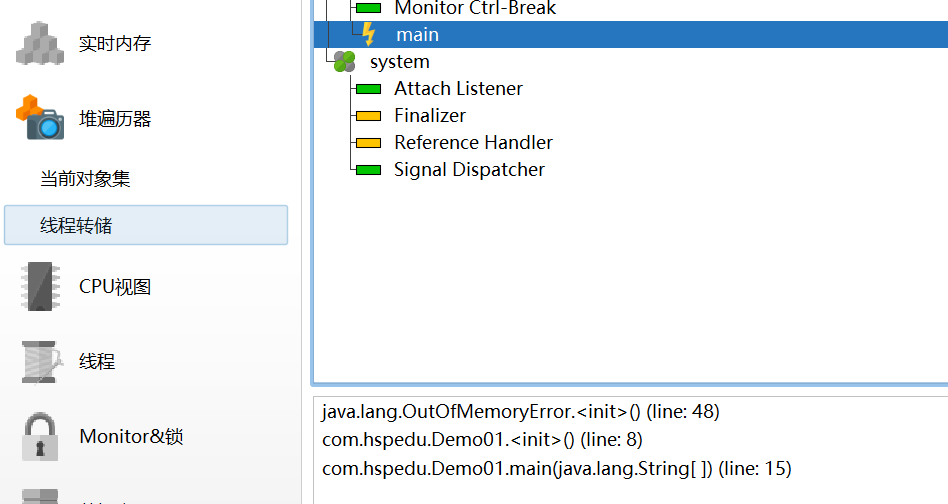 实时内存
堆遍历器
当前对象集
线程转储
CPU视图
线程
Monitor&锁
Monitor Ctrl-Break
main
system
Attach Listener
Finalizer
Reference Handler
Signal Dispatcher
java.lang.OutOfMemoryError.<init>() (line: 48)
com.hspedu.Demo01.<init>() (line: 8)
com.hspedu.Demo01.main(java.lang.String[ ]) (line: 15)